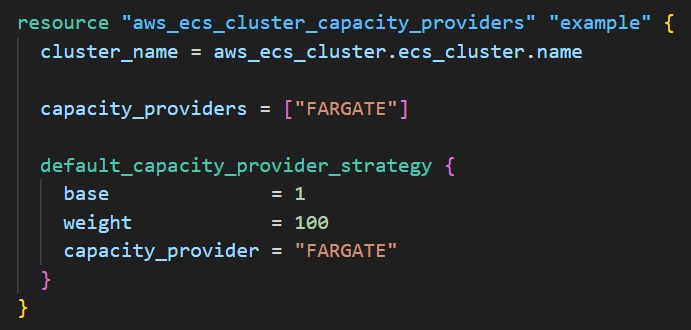 resource "aws_ecs_cluster_capacity_providers" "example" {
  cluster_name = aws_ecs_cluster.ecs_cluster.name

  capacity_providers = ["FARGATE"]

  default_capacity_provider_strategy {
    base              = 1
    weight            = 100
    capacity_provider = "FARGATE"
  }
}